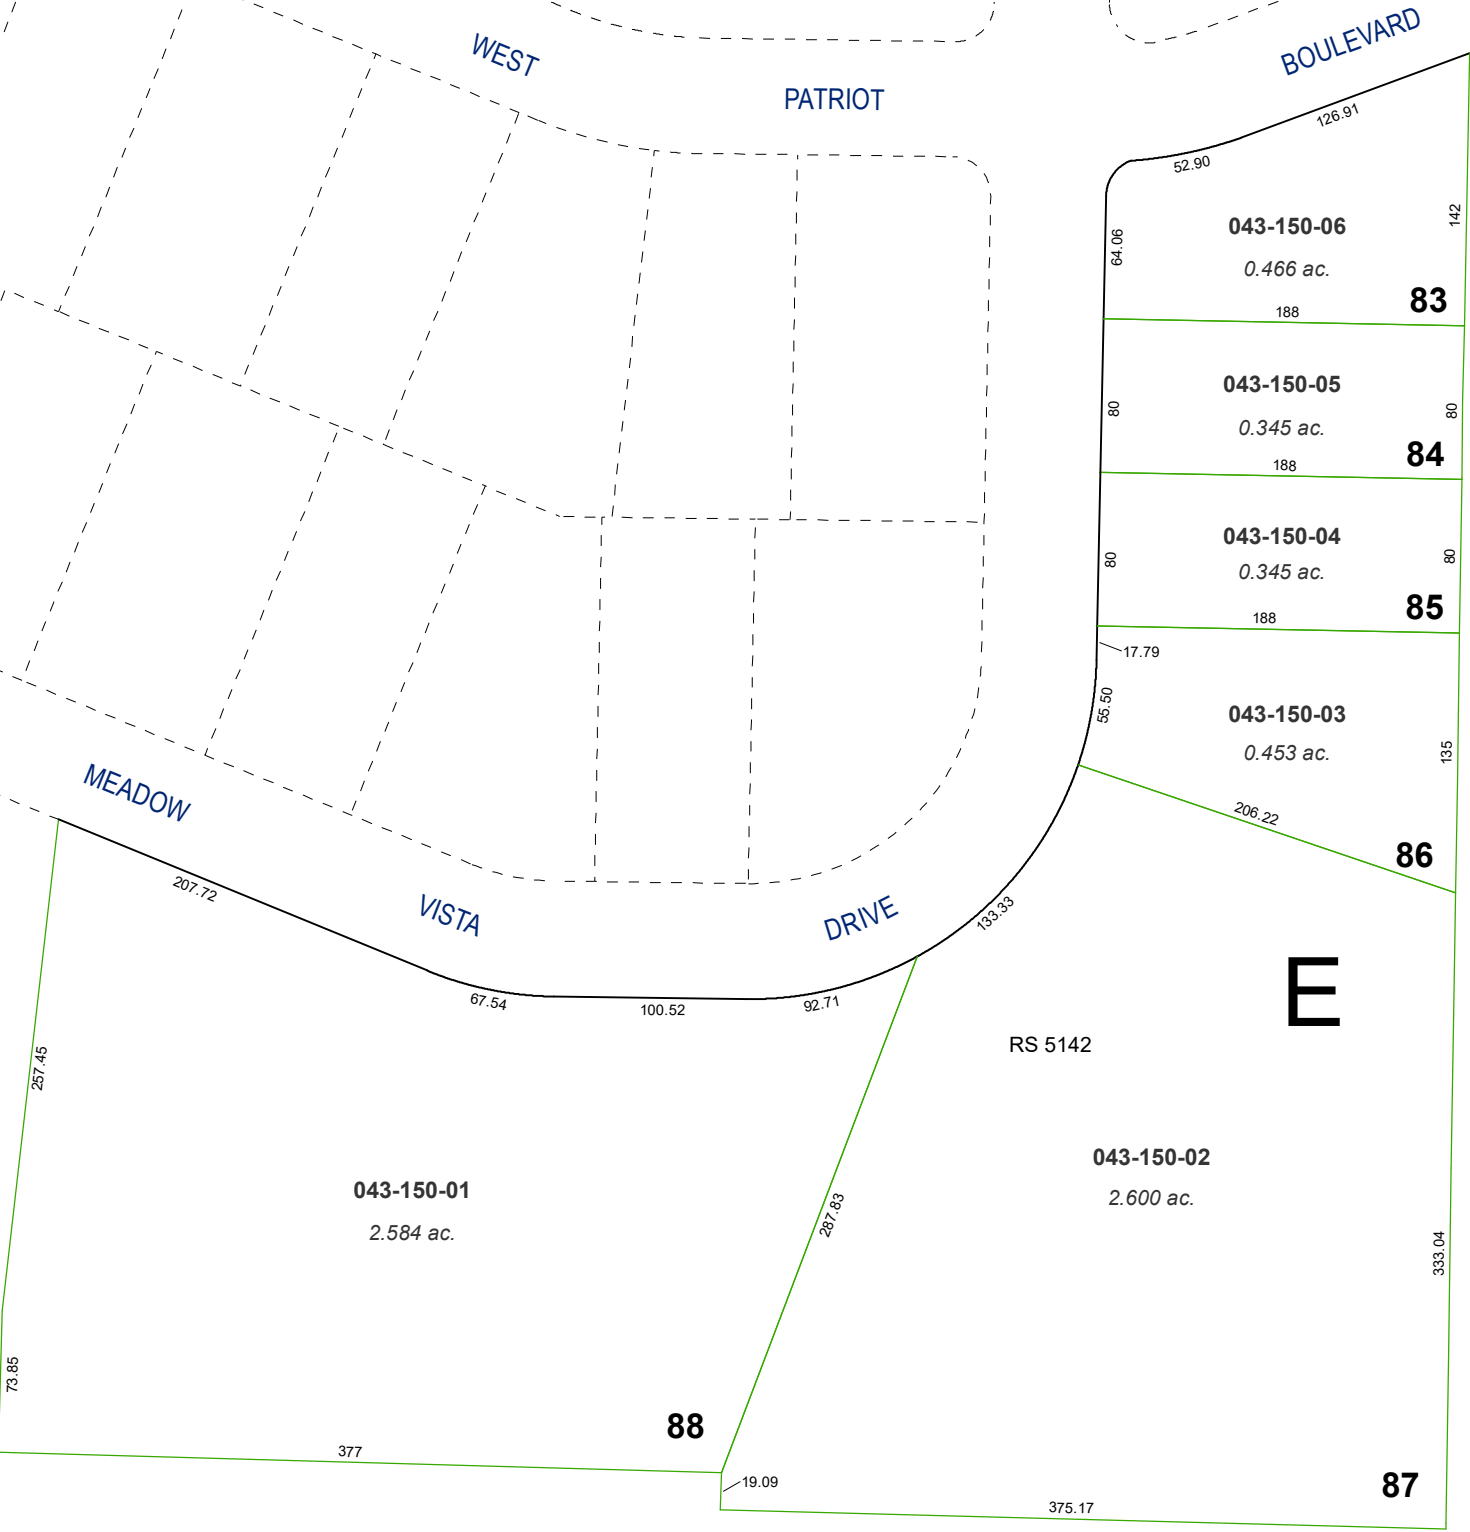 WEST
PATRIOT
BOULEVARD
126.91
52.90
142
64.06
043-150-06
0.466 ac.
83
188
80
043-150-05
0.345 ac.
80
84
188
80
043-150-04
0.345 ac.
80
85
188
17.79
55.50
043-150-03
0.453 ac.
135
206.22
86
MEADOW
207.72
VISTA
DRIVE
133.33
67.54
100.52
92.71
E
RS 5142
257.45
043-150-01
2.584 ac.
287.83
043-150-02
2.600 ac.
333.04
73.85
88
377
19.09
87
375.17